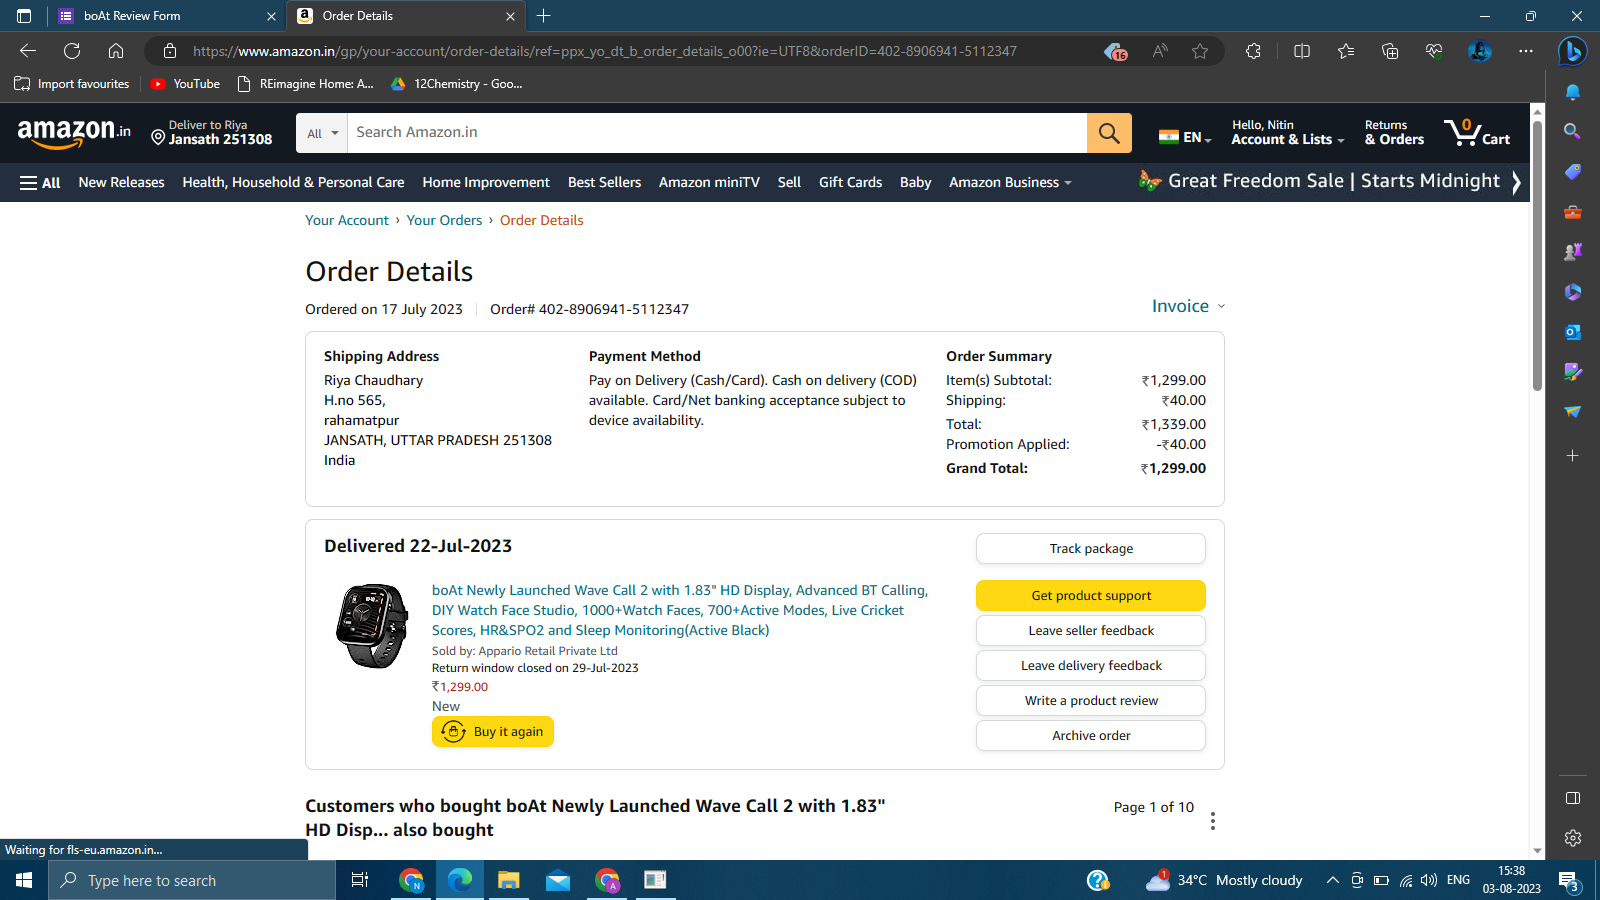 boAt Review Form
Order Details
https://www.amazon.in/gp/your-account/order-details/ref=ppx_yo_dt_b_order_details_o00?ie=UTF8&orderID=402-8906941-5112347
16
Import favourites
YouTube
REimagine Home: A...
12Chemistry - Goo...
amazon.in
Deliver to Riya
Jansath 251308
All
Search Amazon.in
EN
Hello, Nitin
Account & Lists
Returns
& Orders
0
Cart
All
New Releases
Health, Household & Personal Care
Home Improvement
Best Sellers
Amazon miniTV
Sell
Gift Cards
Baby
Amazon Business
Great Freedom Sale | Starts Midnight
Your Account › Your Orders › Order Details
Order Details
Ordered on 17 July 2023
Order# 402-8906941-5112347
Invoice
Shipping Address
Riya Chaudhary
H.no 565,
rahamatpur
JANSATH, UTTAR PRADESH 251308
India
Payment Method
Pay on Delivery (Cash/Card). Cash on delivery (COD)
available. Card/Net banking acceptance subject to
device availability.
Order Summary
Item(s) Subtotal: ₹1,299.00
Shipping: ₹40.00
Total: ₹1,339.00
Promotion Applied: -₹40.00
Grand Total: ₹1,299.00
Delivered 22-Jul-2023
boAt Newly Launched Wave Call 2 with 1.83" HD Display, Advanced BT Calling,
DIY Watch Face Studio, 1000+Watch Faces, 700+Active Modes, Live Cricket
Scores, HR&SPO2 and Sleep Monitoring(Active Black)
Sold by: Appario Retail Private Ltd
Return window closed on 29-Jul-2023
₹1,299.00
New
Buy it again
Track package
Get product support
Leave seller feedback
Leave delivery feedback
Write a product review
Archive order
Customers who bought boAt Newly Launched Wave Call 2 with 1.83"
HD Disp... also bought
Page 1 of 10
Waiting for fls-eu.amazon.in...
Type here to search
N
A
1
34°C Mostly cloudy
ENG
15:38
03-08-2023
3